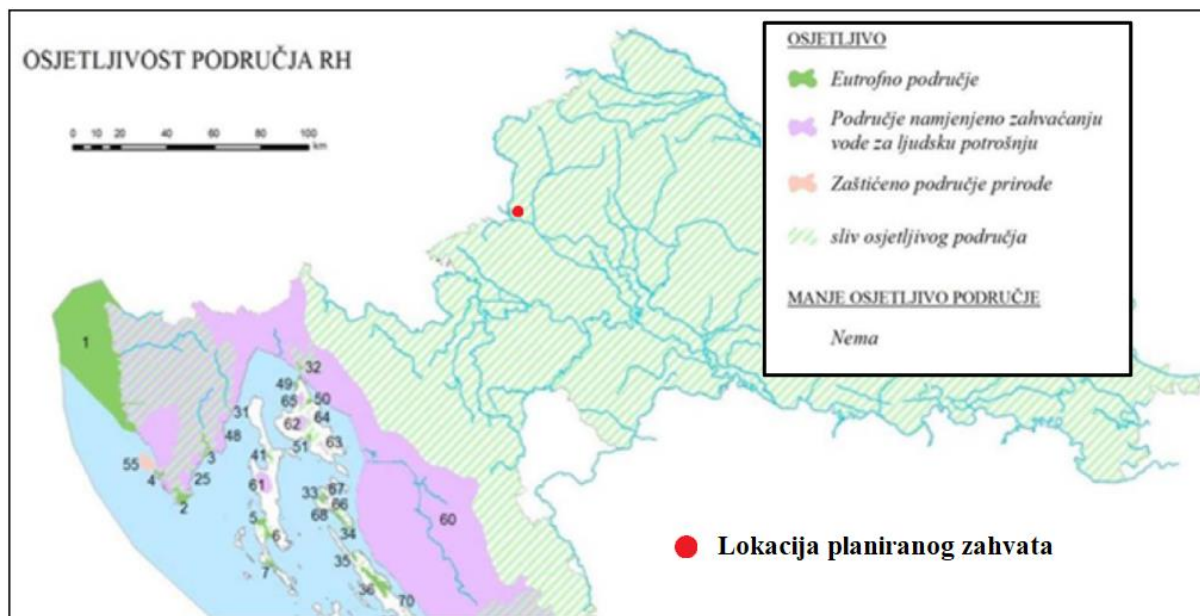 OSJETLJIVOST PODRUČJA RH
0 10 20 40 60 80 100
km
OSJETLJIVO
Eutrofno područje
Područje namjenjeno zahvaćanju
vode za ljudsku potrošnju
Zaštićeno područje prirode
sliv osjetljivog područja
MANJE OSJETLJIVO PODRUČJE
Nema
1
32
49
65
50
31
62
64
48
51
63
3
41
55
4
25
61
2
33
67
66
68
60
5
6
34
7
35
36
70
Lokacija planiranog zahvata